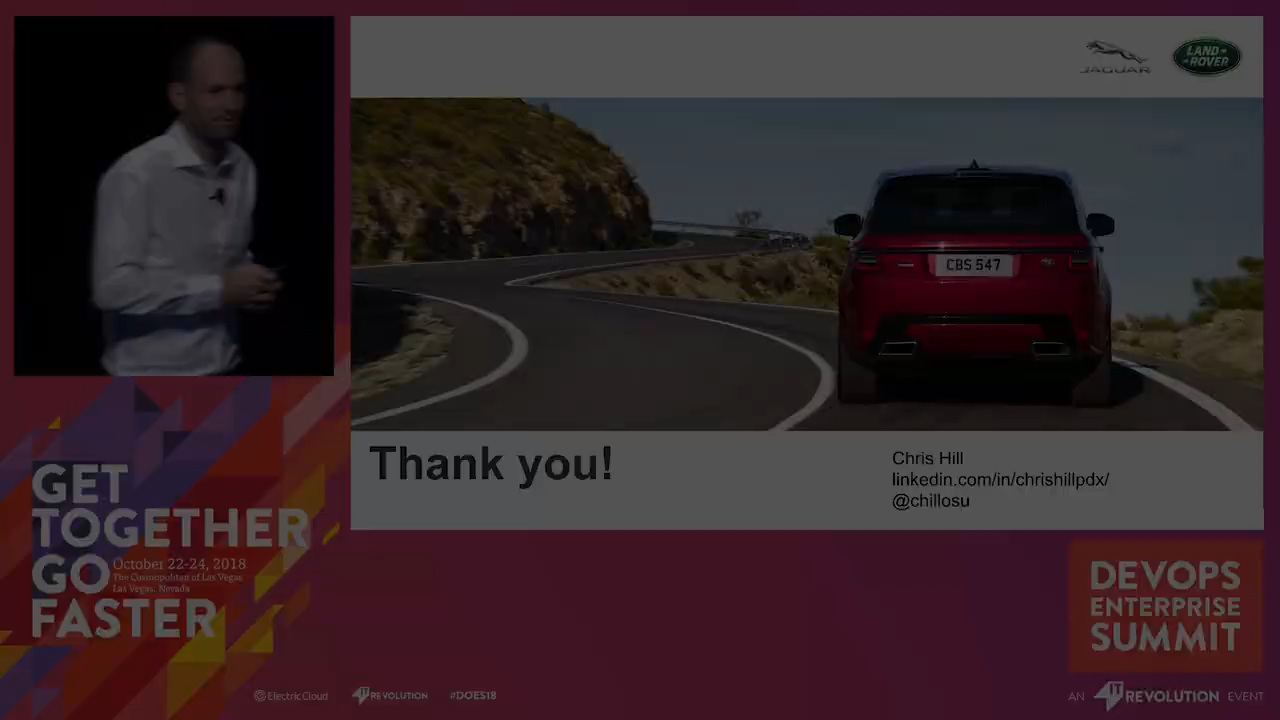 JAGUAR
LAND
ROVER
CBS 547
Thank you!
Chris Hill
linkedin.com/in/chrishillpdx/
@chillosu
GET
TOGETHER
GO
October 22-24, 2018
The Cosmopolitan of Las Vegas
Las Vegas, Nevada
FASTER
DEVOPS
ENTERPRISE
SUMMIT
Electric Cloud
IT REVOLUTION
#DOES18
AN IT REVOLUTION EVENT